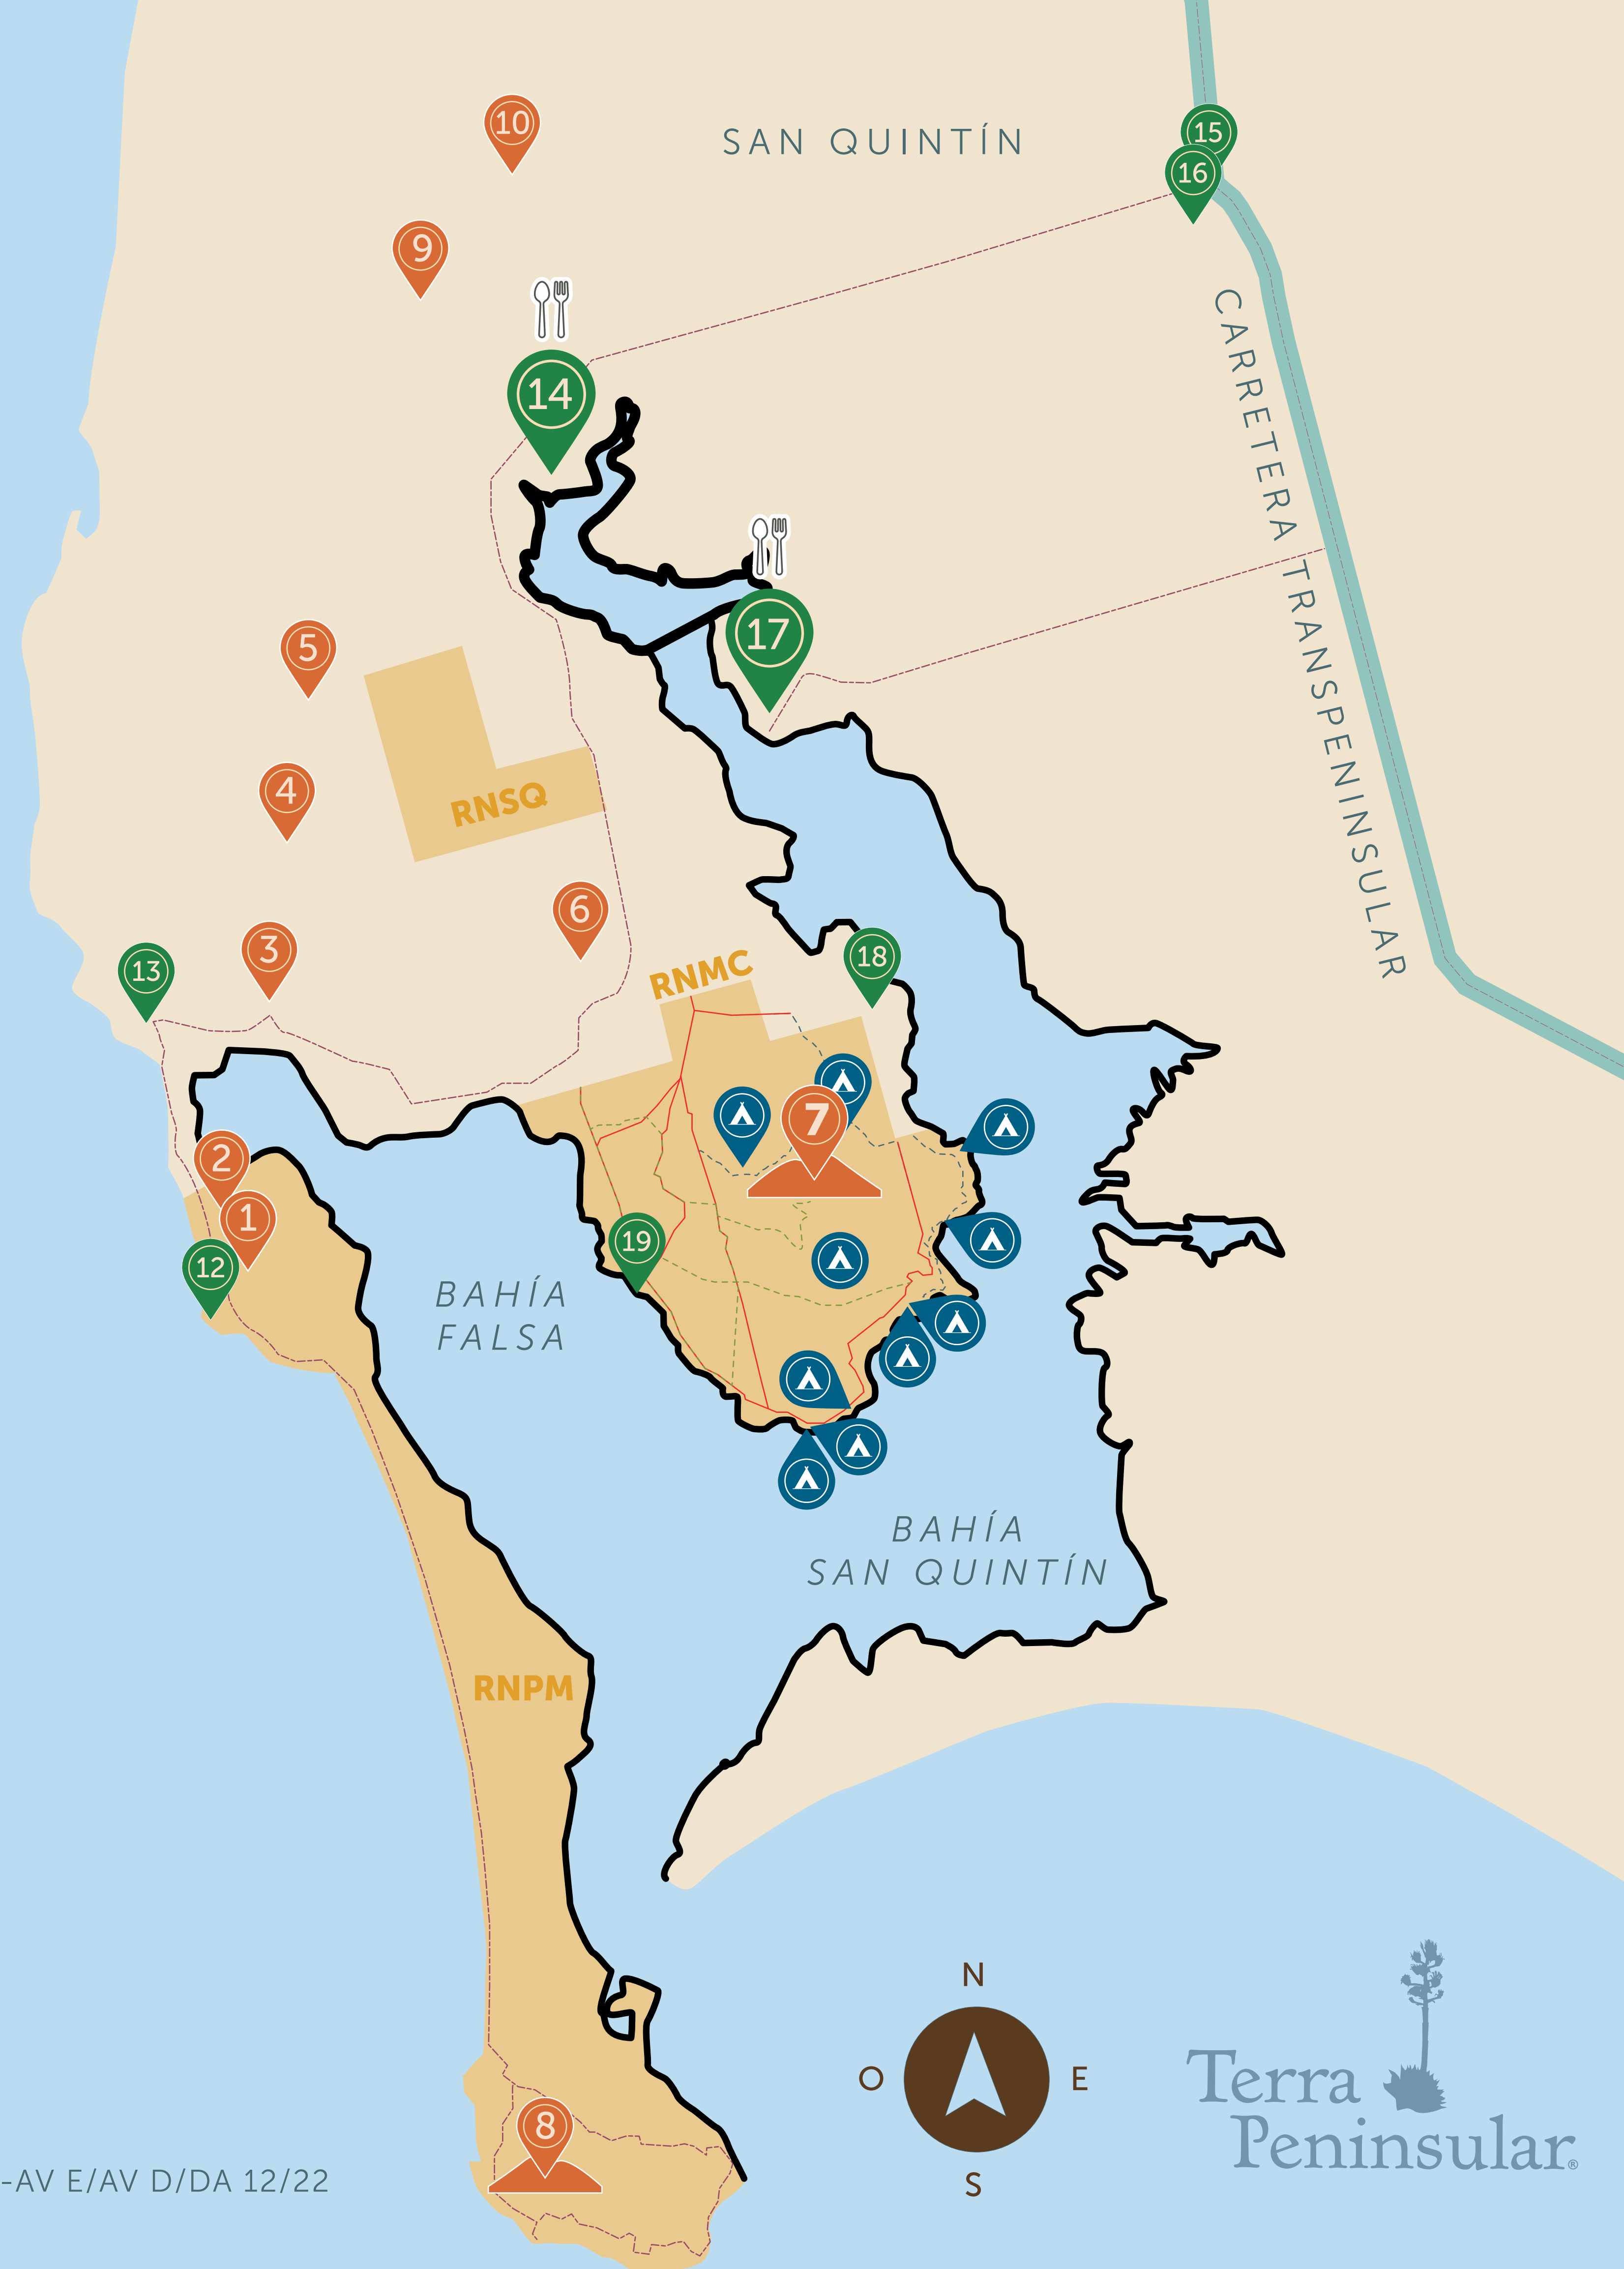 10
SAN QUINTÍN
15
16
9
14
CARRETERA TRANSPENINSULAR
17
5
4
RNSQ
6
3
13
18
RNMC
7
2
1
12
19
BAHÍA
FALSA
BAHÍA
SAN QUINTÍN
RNPM
N
O
E
S
8
Terra
Peninsular®
-AV E/AV D/DA 12/22